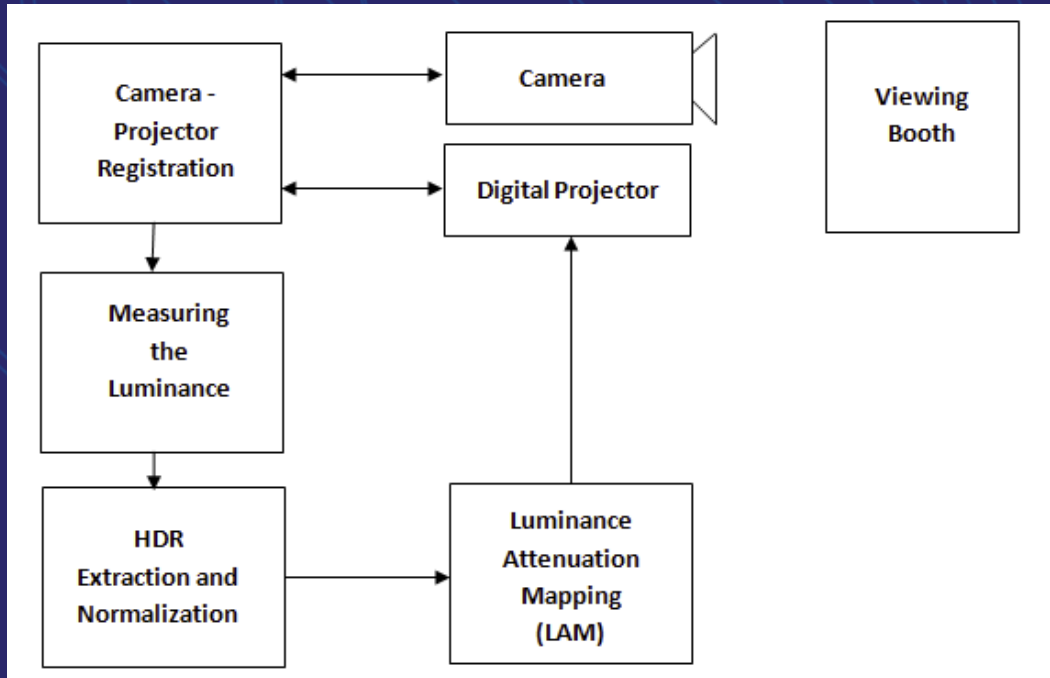 Camera -
Projector
Registration
Camera
Viewing
Booth
Digital Projector
Measuring
the
Luminance
HDR
Extraction and
Normalization
Luminance
Attenuation
Mapping
(LAM)